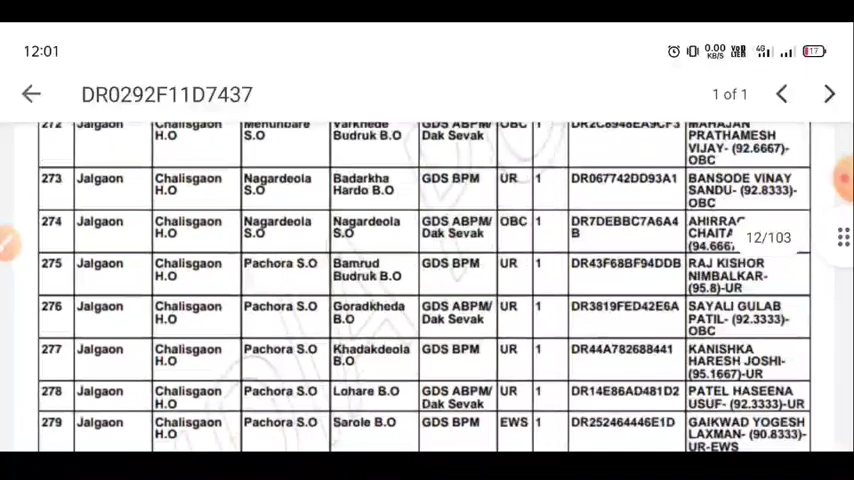 12:01
0.00 KB/S
4G
17
DR0292F11D7437
1 of 1
272 Jalgaon Chalisgaon H.O Mehunbare S.O Varkhede Budruk B.O GDS ABPM/ Dak Sevak OBC 1 DR2C8948EA9CF3 MAHAJAN PRATHAMESH VIJAY- (92.6667)- OBC
273 Jalgaon Chalisgaon H.O Nagardeola S.O Badarkha Hardo B.O GDS BPM UR 1 DR067742DD93A1 BANSODE VINAY SANDU- (92.8333)- OBC
274 Jalgaon Chalisgaon H.O Nagardeola S.O Nagardeola S.O GDS ABPM/ Dak Sevak OBC 1 DR7DEBBC7A6A4B
12/103
275 Jalgaon Chalisgaon H.O Pachora S.O Bamrud Budruk B.O GDS BPM UR 1 DR43F68BF94DDB RAJ KISHOR NIMBALKAR- (95.8)-UR
276 Jalgaon Chalisgaon H.O Pachora S.O Goradkheda B.O GDS ABPM/ Dak Sevak UR 1 DR3819FED42E6A SAYALI GULAB PATIL- (92.3333)- OBC
277 Jalgaon Chalisgaon H.O Pachora S.O Khadakdeola B.O GDS BPM UR 1 DR44A782688441 KANISHKA HARESH JOSHI- (95.1667)-UR
278 Jalgaon Chalisgaon H.O Pachora S.O Lohare B.O GDS ABPM/ Dak Sevak UR 1 DR14E86AD481D2 PATEL HASEENA USUF- (92.3333)-UR
279 Jalgaon Chalisgaon H.O Pachora S.O Sarole B.O GDS BPM EWS 1 DR252464446E1D GAIKWAD YOGESH LAXMAN- (90.8333)- UR-EWS